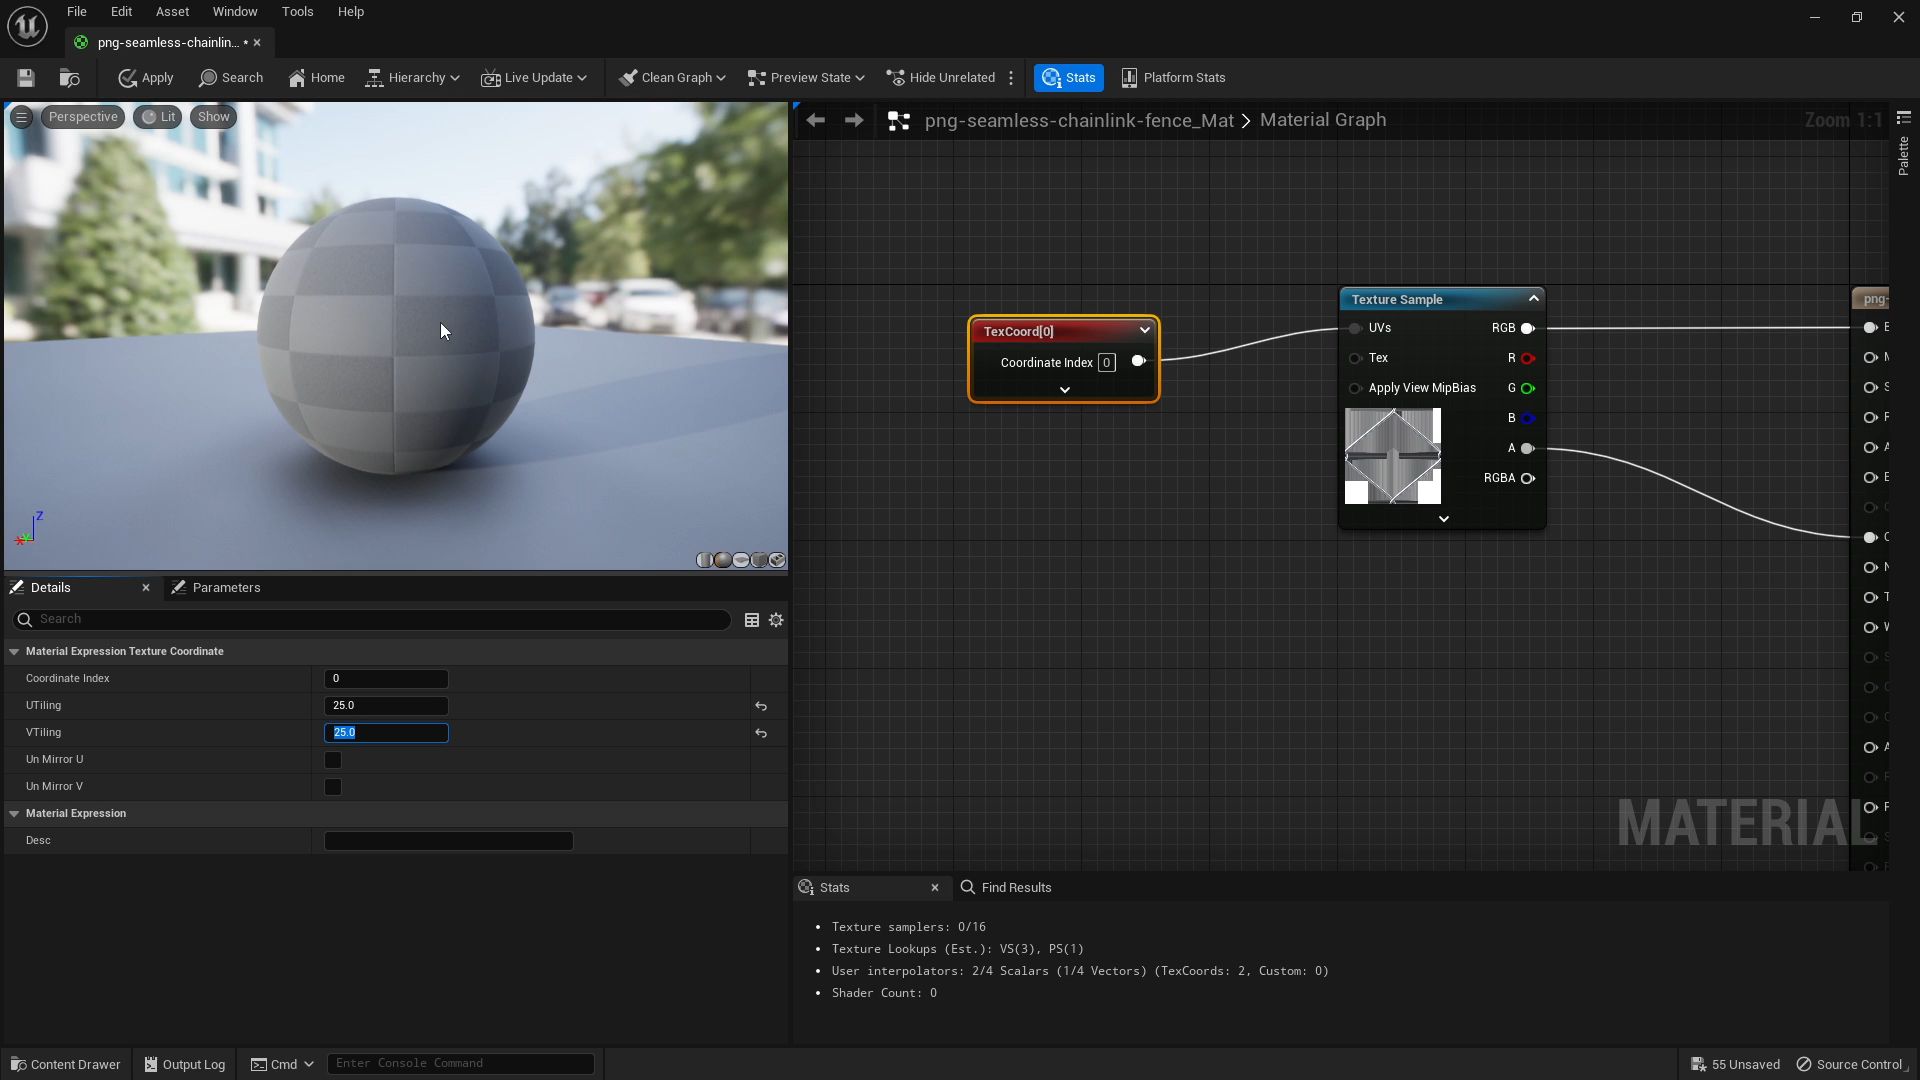 File Edit Asset Window Tools Help
png-seamless-chainlin... •
Apply Search Home Hierarchy Live Update Clean Graph Preview State Hide Unrelated Stats Platform Stats
Perspective Lit Show
png-seamless-chainlink-fence_Mat > Material Graph
Zoom 1:1
Palette
TexCoord[0]
Coordinate Index 0
Texture Sample
UVs RGB
Tex R
Apply View MipBias G
B
A
RGBA
png-
Z
MATERIAL
Details Parameters
Search
Material Expression Texture Coordinate
Coordinate Index 0
UTiling 25.0
VTiling 25.0
Un Mirror U
Un Mirror V
Material Expression
Desc
Stats Find Results
• Texture samplers: 0/16
• Texture Lookups (Est.): VS(3), PS(1)
• User interpolators: 2/4 Scalars (1/4 Vectors) (TexCoords: 2, Custom: 0)
• Shader Count: 0
Content Drawer Output Log Cmd Enter Console Command 55 Unsaved Source Control